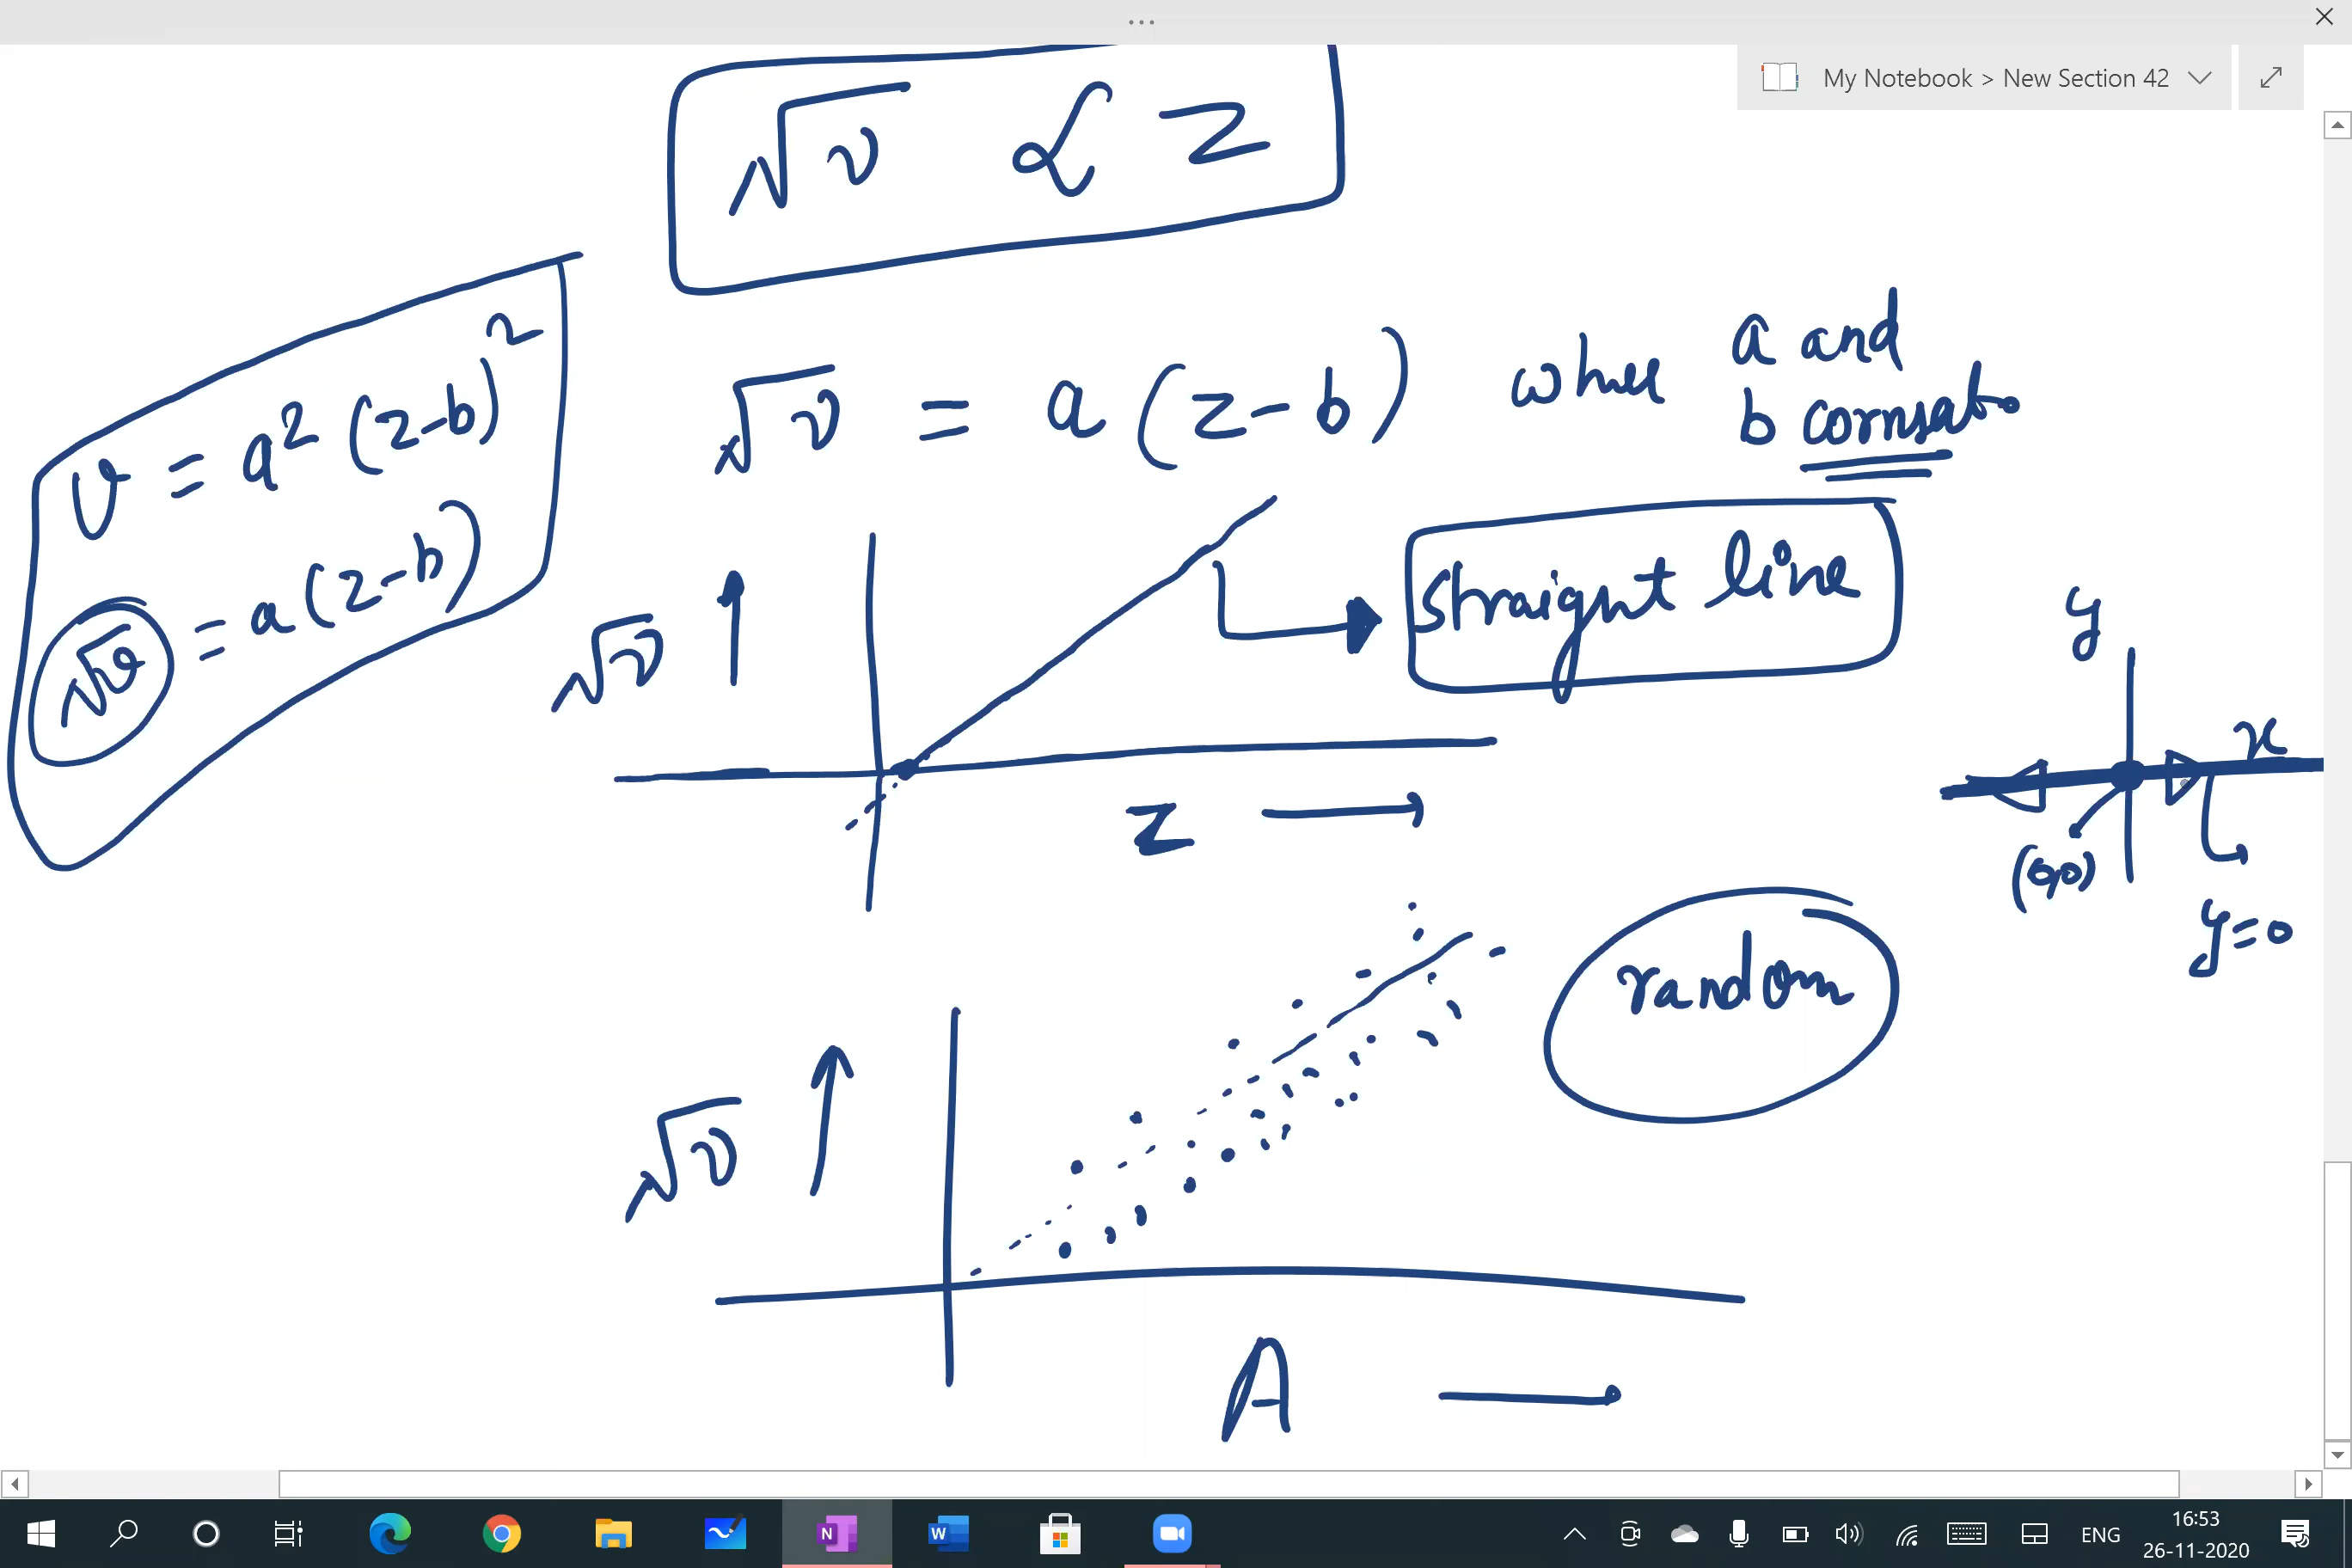 My Notebook > New Section 42
√ν ∝ Z
ν = a² (z-b)²
√ν = a (z-b)
√ν = a (z-b) where a and
b constants
straight line
√ν
Z
y
x
(0,0)
y=0
random
√ν
A
ENG
16:53
26-11-2020